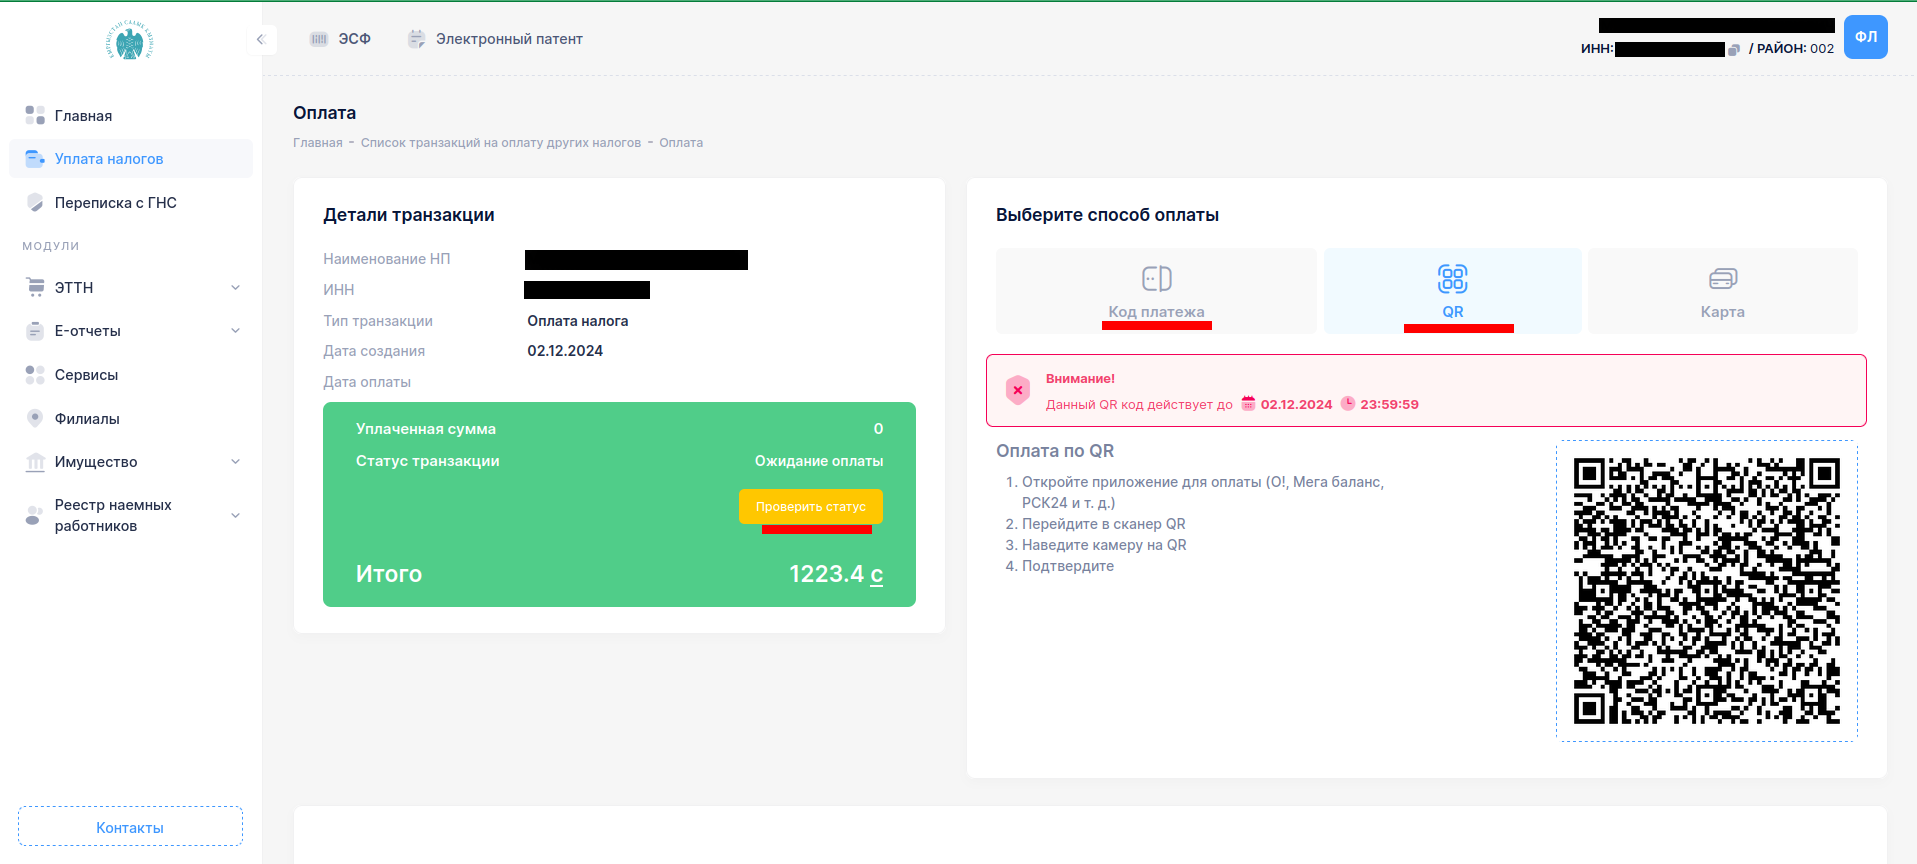 ЭСФ
Электронный патент
ИНН:
/ РАЙОН: 002
ФЛ
Главная
Уплата налогов
Переписка с ГНС
МОДУЛИ
ЭТТН
Е-отчеты
Сервисы
Филиалы
Имущество
Реестр наемных
работников
Контакты
Оплата
Главная - Список транзакций на оплату других налогов - Оплата
Детали транзакции
Наименование НП
ИНН
Тип транзакции Оплата налога
Дата создания 02.12.2024
Дата оплаты
Уплаченная сумма 0
Статус транзакции Ожидание оплаты
Проверить статус
Итого 1223.4 с
Выберите способ оплаты
Код платежа
QR
Карта
Внимание!
Данный QR код действует до 02.12.2024 23:59:59
Оплата по QR
1. Откройте приложение для оплаты (О!, Мега баланс,
РСК24 и т. д.)
2. Перейдите в сканер QR
3. Наведите камеру на QR
4. Подтвердите